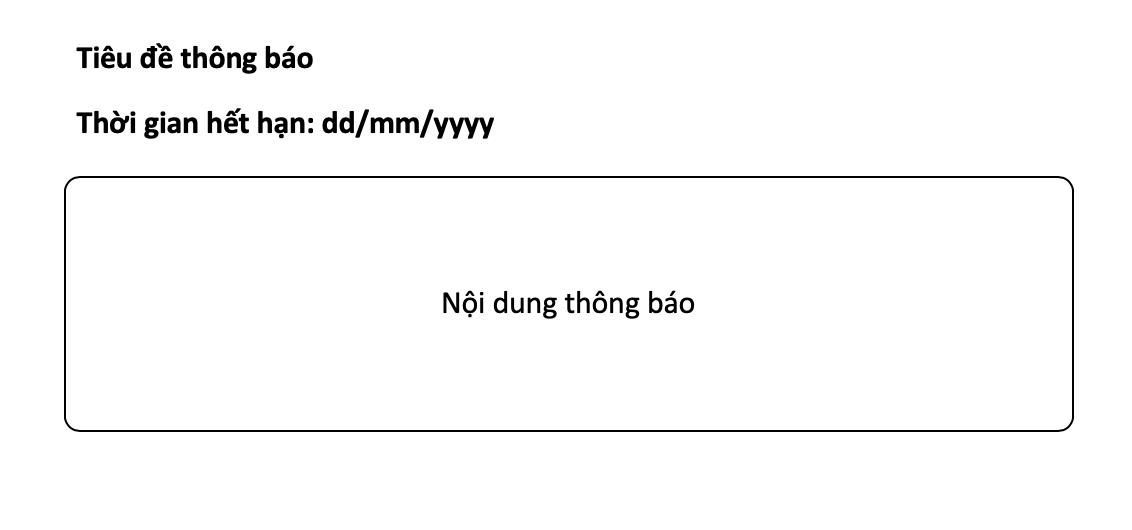 Tiêu đề thông báo
Thời gian hết hạn: dd/mm/yyyy
Nội dung thông báo